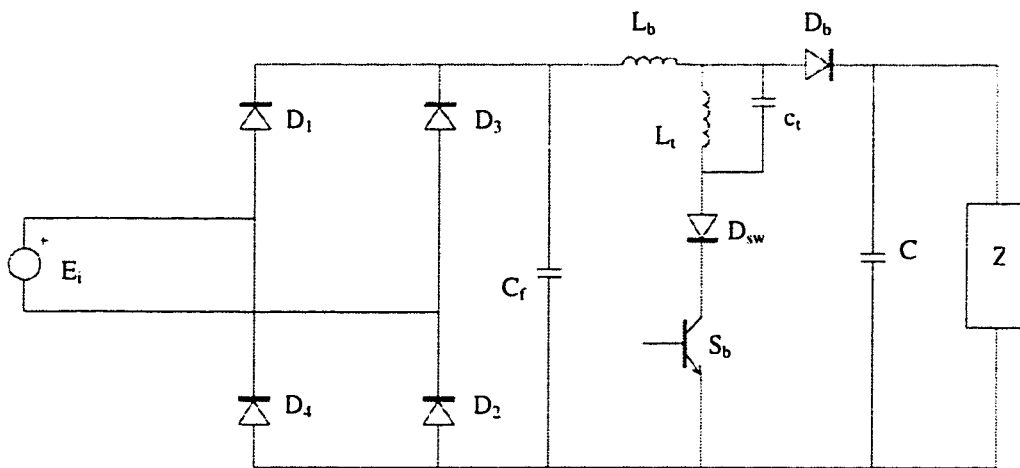 L_b
D_b
D_1
D_3
L_t
c_t
+
E_i
D_sw
C_f
C
Z
S_b
D_4
D_2